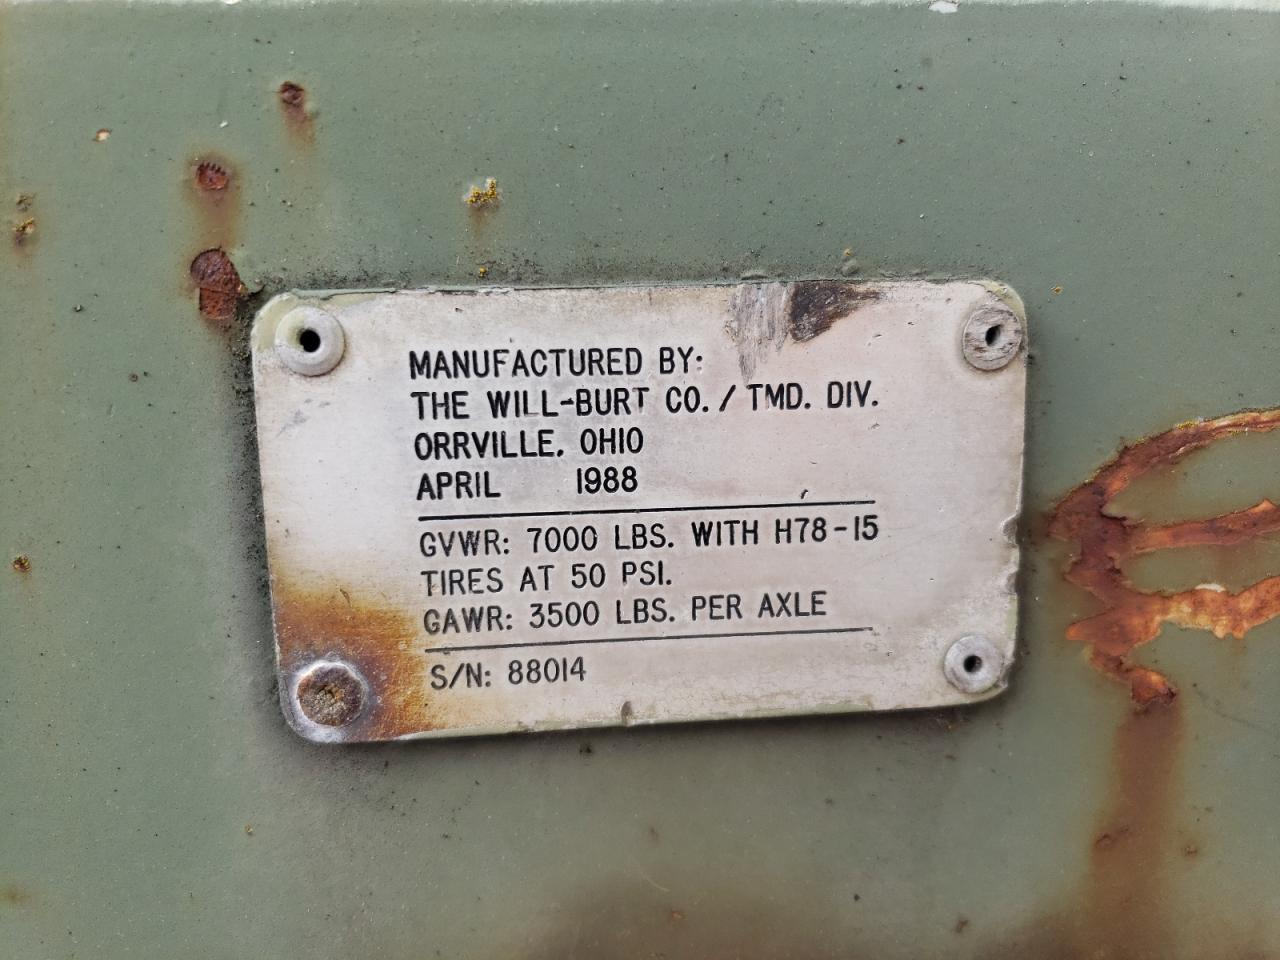 MANUFACTURED BY:
THE WILL-BURT CO. / TMD. DIV.
ORRVILLE, OHIO
APRIL 1988
GVWR: 7000 LBS. WITH H78-15
TIRES AT 50 PSI.
GAWR: 3500 LBS. PER AXLE
S/N: 88014